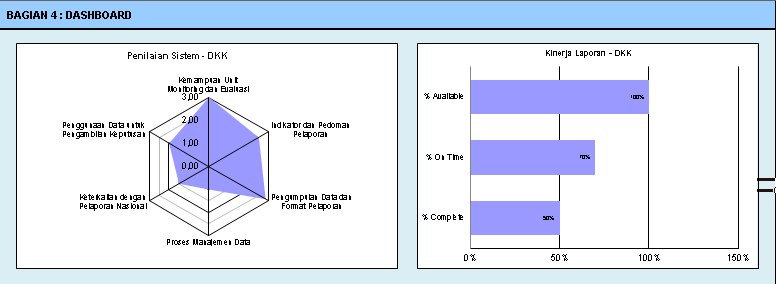 BAGIAN 4 : DASHBOARD
Penilaian Sistem - DKK
Kemampuan Unit
Monitoring dan Evaluasi
3,00
2,00
1,00
0,00
Indikator dan Pedoman
Pelaporan
Pengumpulan Data dan
Format Pelaporan
Proses Manajemen Data
Keterkaitan dengan
Pelaporan Nasional
Penggunaan Data untuk
Pengambilan Keputusan
Kinerja Laporan - DKK
% Available
100%
% On Time
70%
% Complete
50%
0%
50%
100%
150%